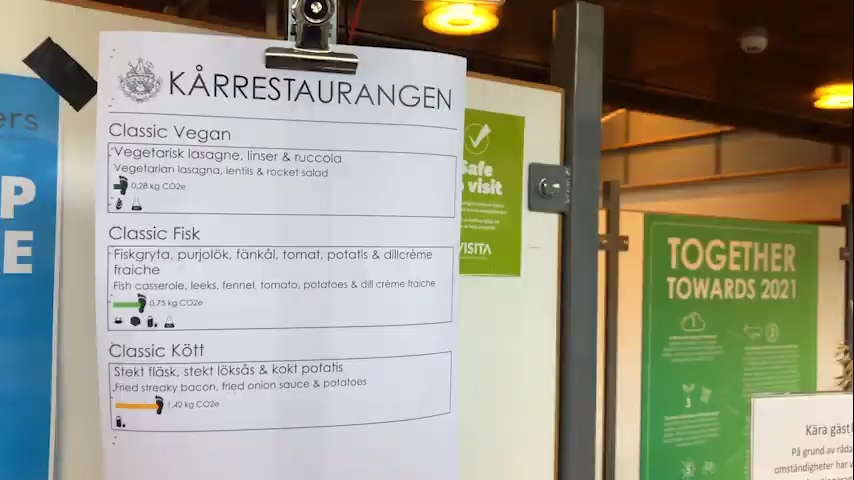 KÅRRESTAURANGEN
Classic Vegan
Vegetarisk lasagne, linser & ruccola
Vegetarian lasagna, lentils & rocket salad
0,28 kg CO2e
Classic Fisk
Fiskgryta, purjolök, fänkål, tomat, potatis & dillcrème
fraiche
Fish casserole, leeks, fennel, tomato, potatoes & dill crème fraiche
0,75 kg CO2e
Classic Kött
Stekt fläsk, stekt löksås & kokt potatis
Fried streaky bacon, fried onion sauce & potatoes
1,42 kg CO2e
ers
P
E
Safe
visit
VISITA
TOGETHER
TOWARDS 2021
1
3
5
Kära gäst
På grund av råda
omständigheter har v